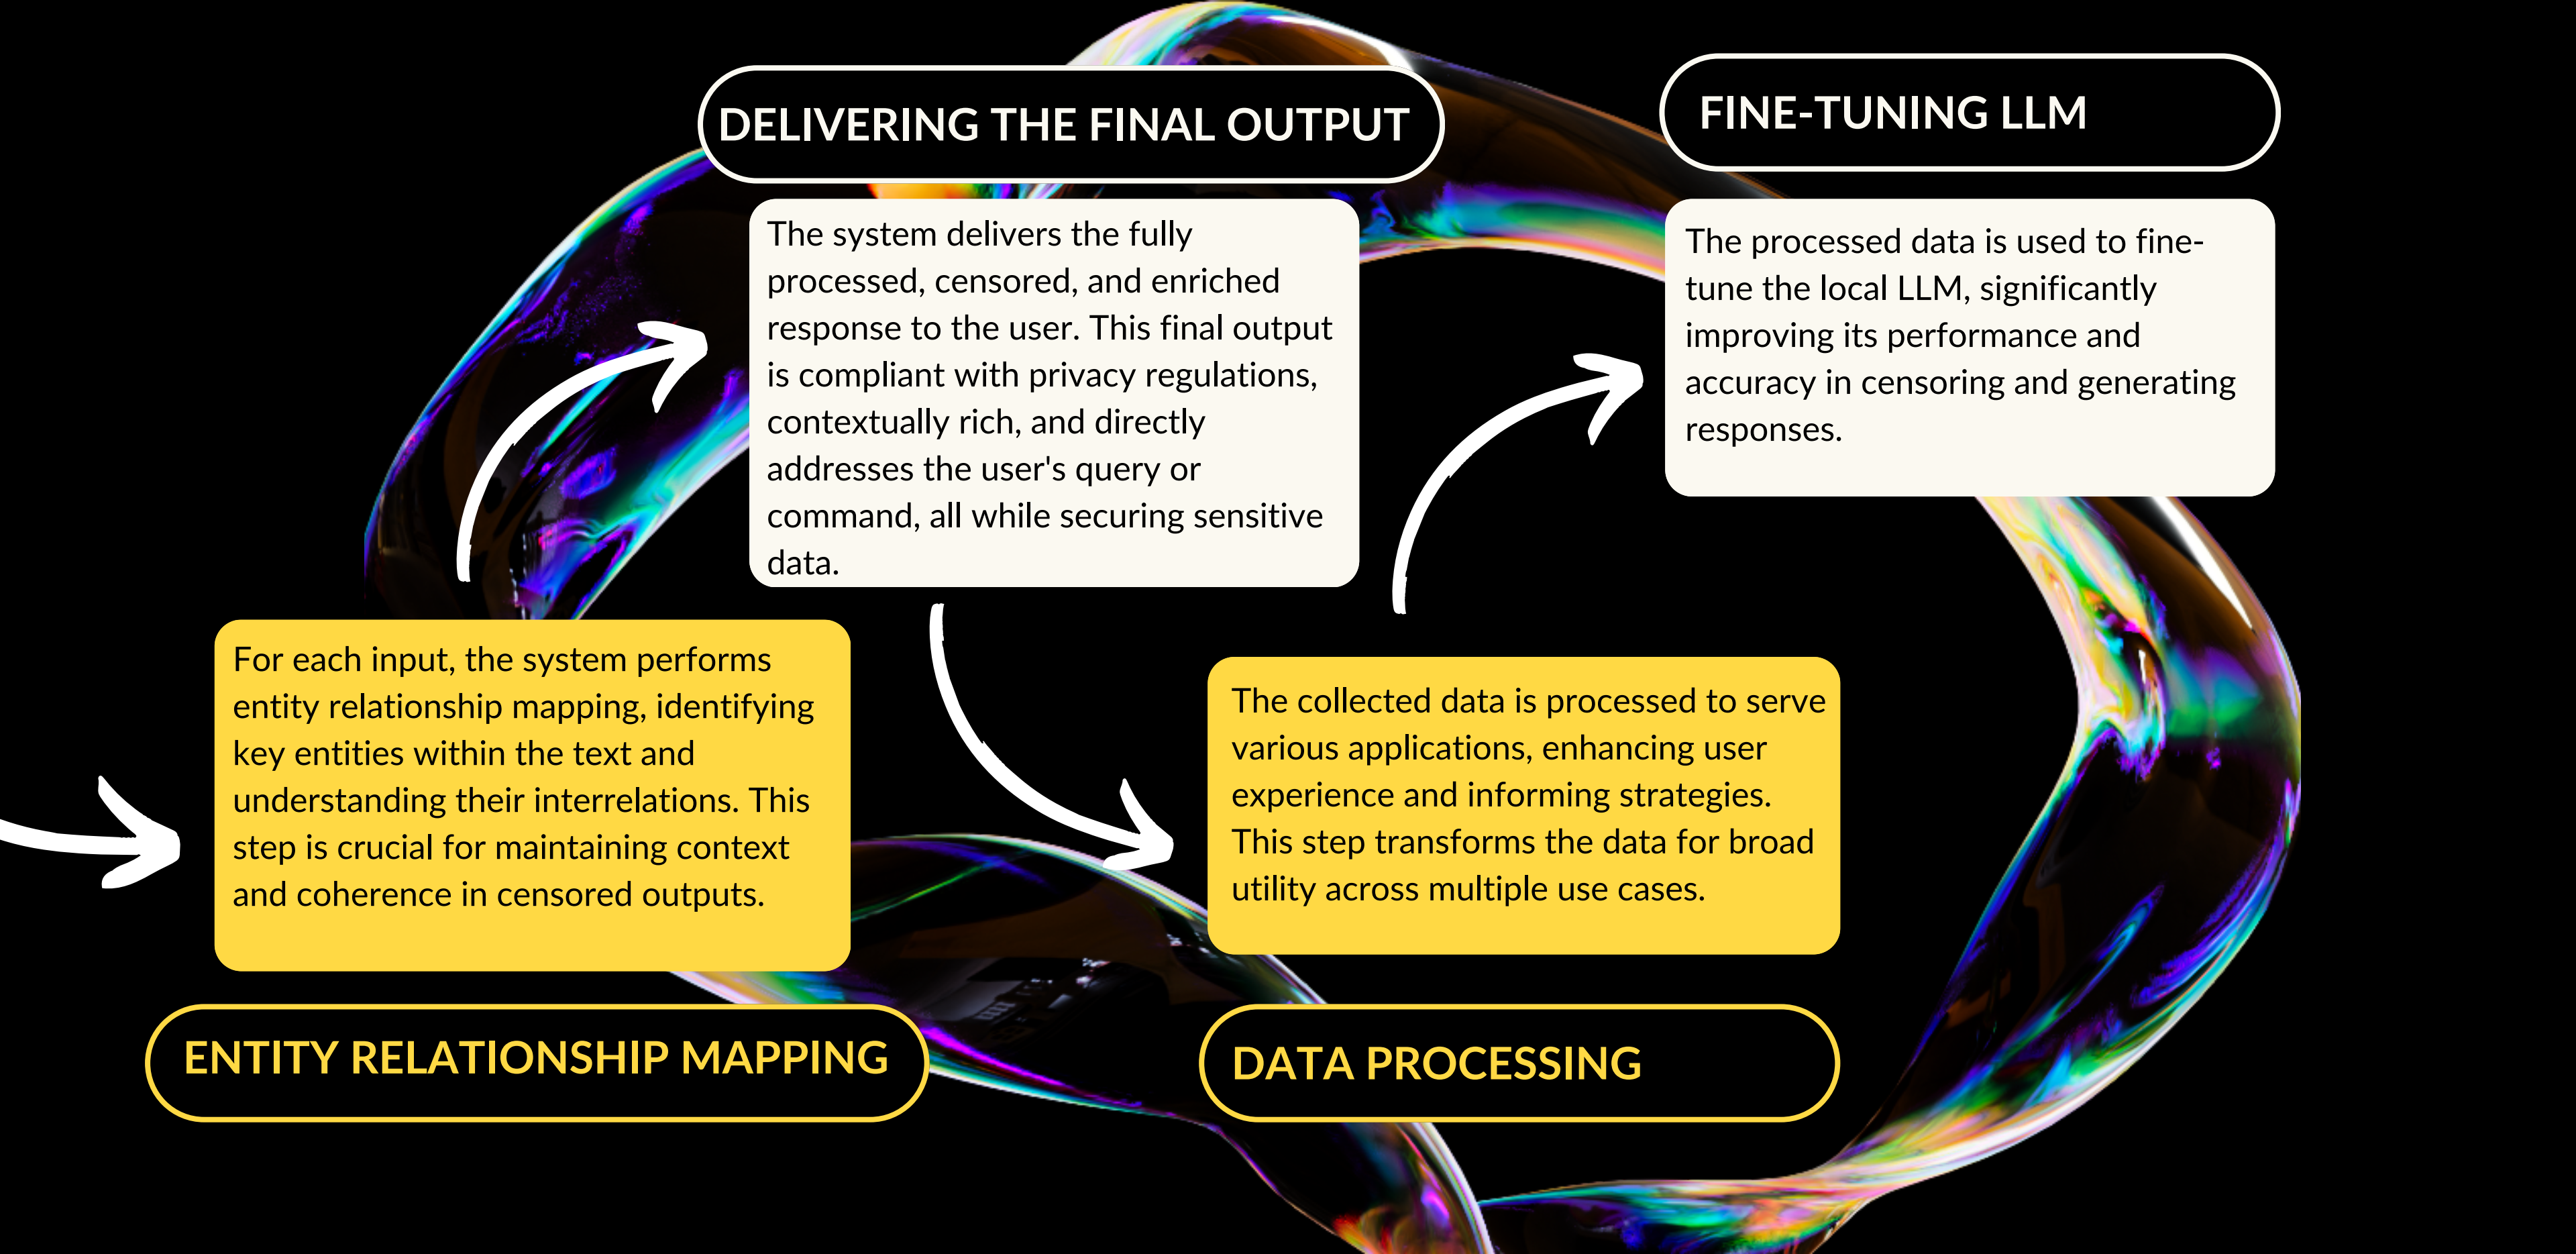 DELIVERING THE FINAL OUTPUT
The system delivers the fully
processed, censored, and enriched
response to the user. This final output
is compliant with privacy regulations,
contextually rich, and directly
addresses the user's query or
command, all while securing sensitive
data.
FINE-TUNING LLM
The processed data is used to fine-
tune the local LLM, significantly
improving its performance and
accuracy in censoring and generating
responses.
For each input, the system performs
entity relationship mapping, identifying
key entities within the text and
understanding their interrelations. This
step is crucial for maintaining context
and coherence in censored outputs.
ENTITY RELATIONSHIP MAPPING
The collected data is processed to serve
various applications, enhancing user
experience and informing strategies.
This step transforms the data for broad
utility across multiple use cases.
DATA PROCESSING